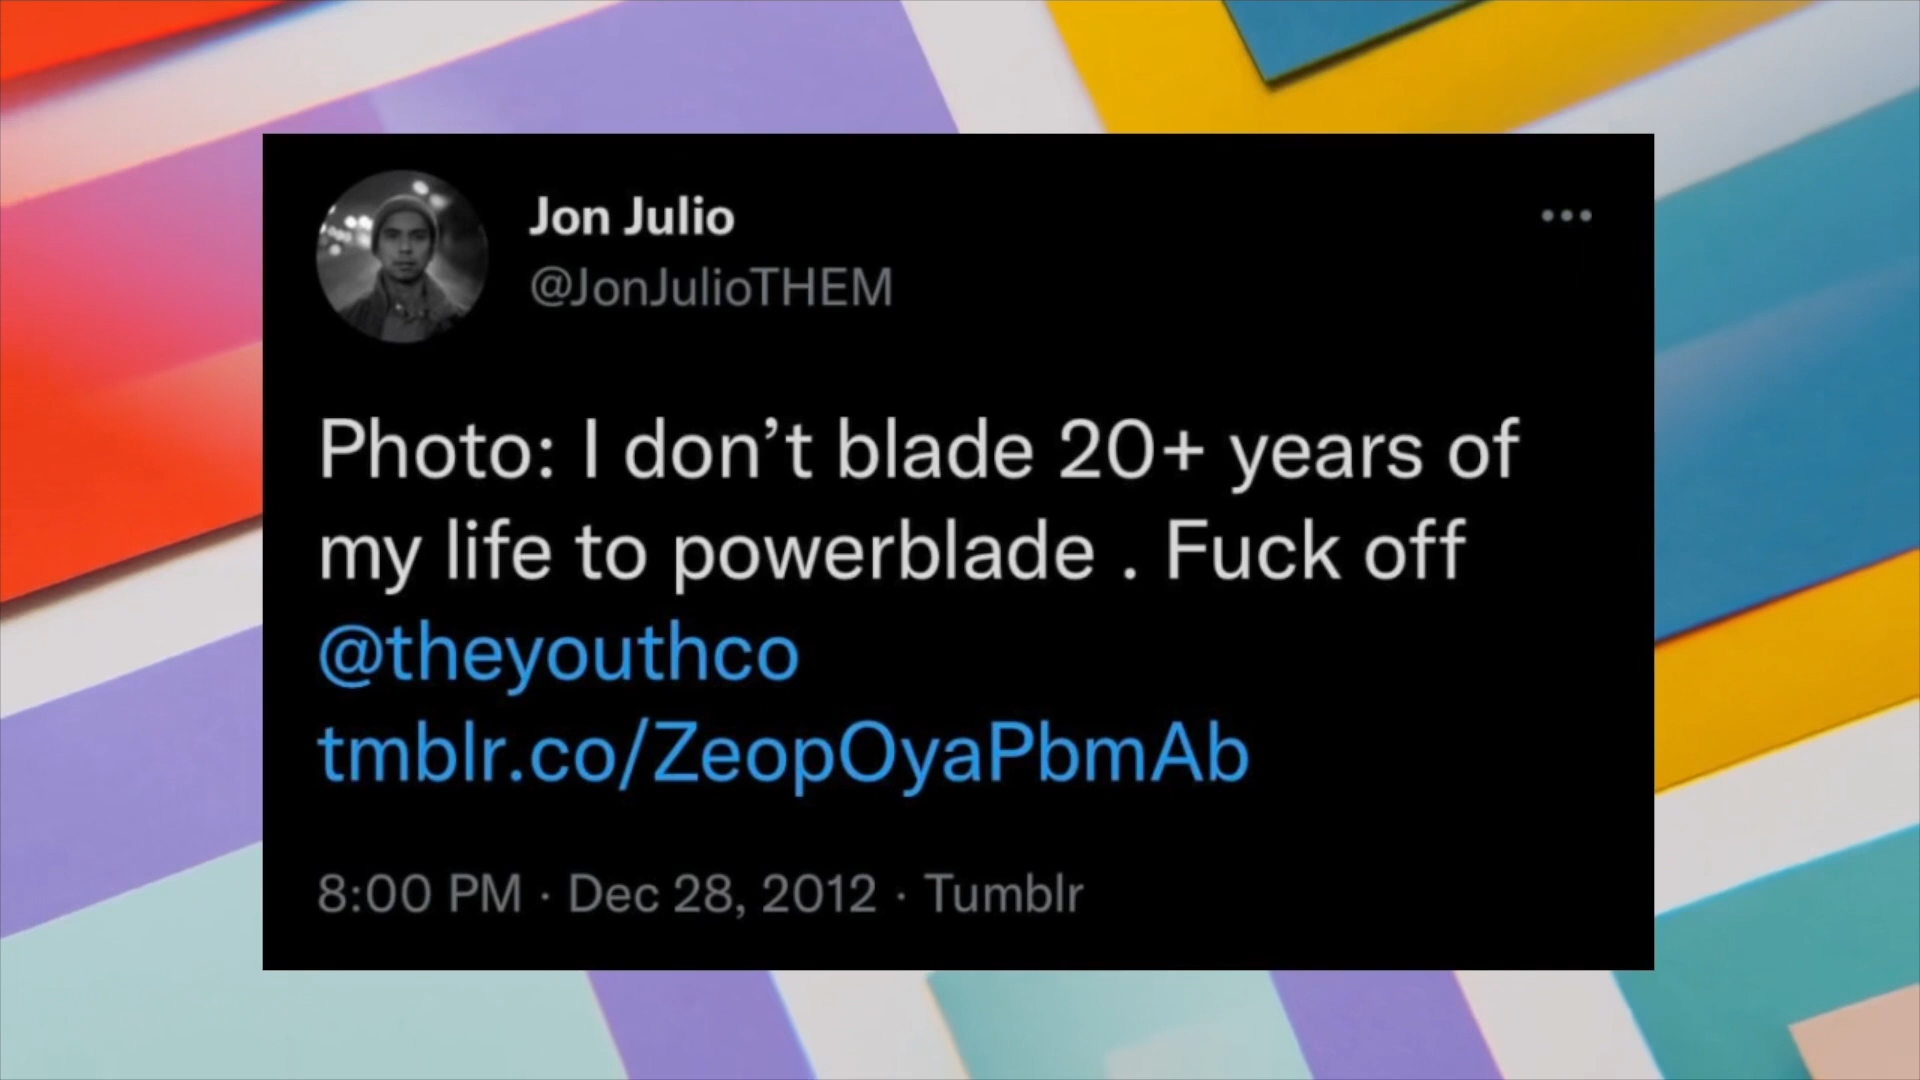 Jon Julio
@JonJulioTHEM
Photo: I don’t blade 20+ years of
my life to powerblade . Fuck off
@theyouthco
tmblr.co/ZeopOyaPbmAb
8:00 PM · Dec 28, 2012 · Tumblr